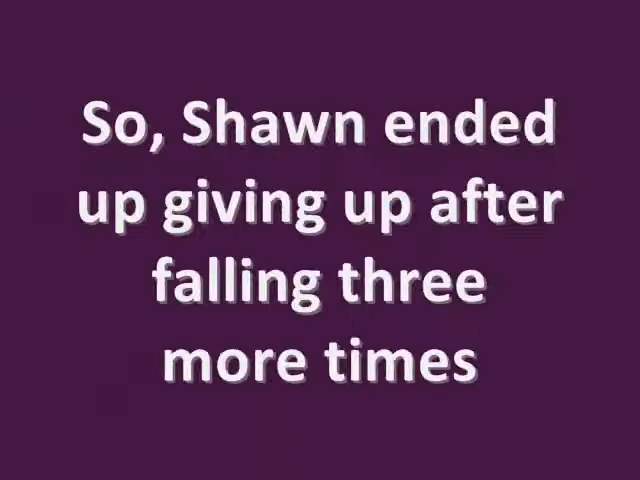 So, Shawn ended
up giving up after
falling three
more times